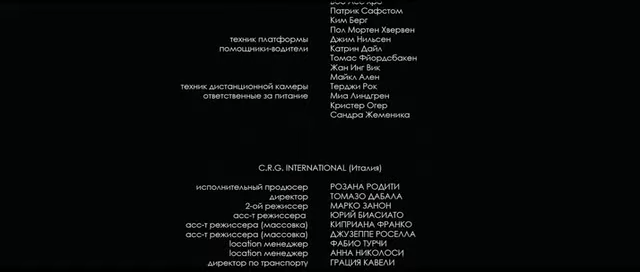 Патрик Сафстом
Ким Берг
Пол Мортен Хвервен
техник платформы Джим Нильсен
помощники-водители Катрин Дайл
Томас Фйордсбакен
Жан Инг Вик
Майкл Ален
техник дистанционной камеры Терджи Рок
ответственные за питание Миа Линдгрен
Кристер Огер
Сандра Жеменика
C.R.G. INTERNATIONAL (Италия)
исполнительный продюсер РОЗАНА РОДИТИ
директор ТОМАЗО ДАБАЛА
2-ой режиссер МАРКО ЗАНОН
асс-т режиссера ЮРИЙ БИАСИАТО
асс-т режиссера (массовка) КИПРИАНА ФРАНКО
асс-т режиссера (массовка) ДЖУЗЕППЕ РОСЕЛЛА
location менеджер ФАБИО ТУРЧИ
location менеджер АННА НИКОЛОСИ
директор по транспорту ГРАЦИЯ КАВЕЛИ